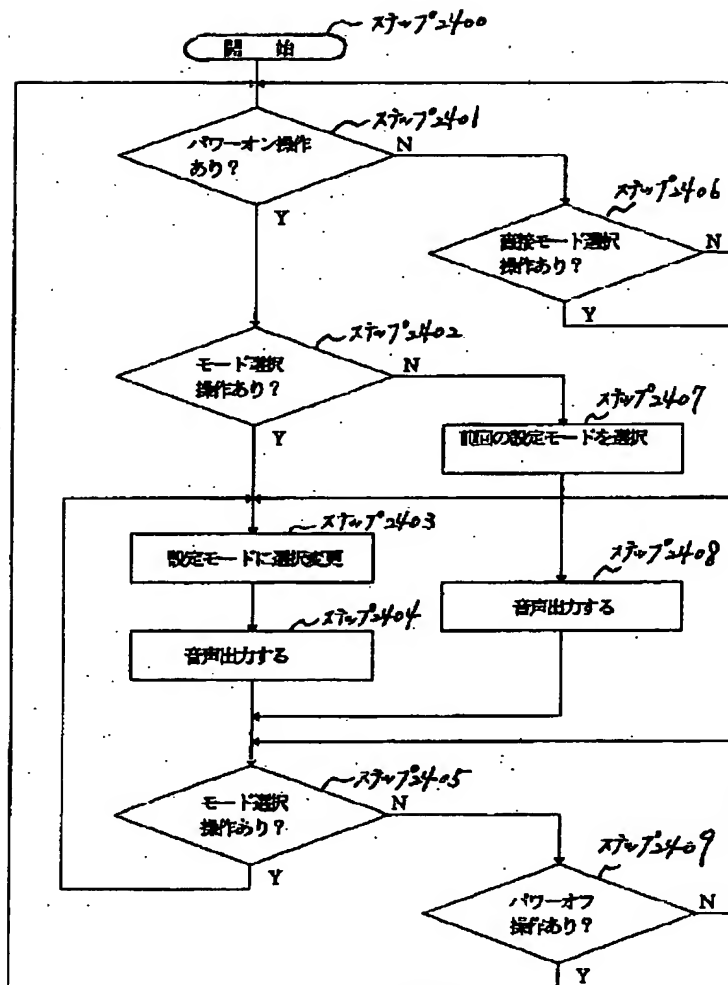 ステップ2400
開 始
ステップ2401
パワーオン操作
あり？
N
Y
ステップ2406
直接モード選択
操作あり？
N
Y
ステップ2402
モード選択
操作あり？
N
Y
ステップ2407
前回の設定モードを選択
ステップ2403
設定モードに選択変更
ステップ2408
音声出力する
ステップ2404
音声出力する
ステップ2405
モード選択
操作あり？
N
Y
ステップ2409
パワーオフ
操作あり？
N
Y